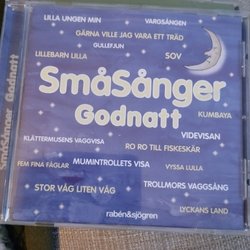 LILLA UNGEN MIN
VARGSÅNGEN
GÄRNA VILLE JAG VARA ETT TRÄD
GULLEFJUN
LILLEBARN LILLA
SOV
SmåSånger
Godnatt
KUMBAYA
VIDEVISAN
KLÄTTERMUSENS VAGGVISA
RO RO TILL FISKESKÄR
FEM FINA FÅGLAR
MUMINTROLLETS VISA
VYSSA LULLA
TROLLMORS VAGGSÅNG
STOR VÅG LITEN VÅG
LYCKANS LAND
rabén&sjögren
SmåSånger Godnatt